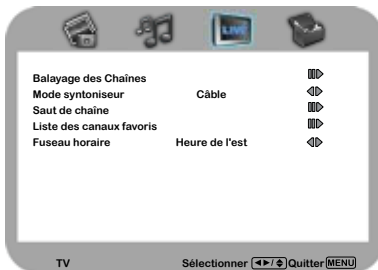 LIVE
Balayage des Chaînes
Mode syntoniseur Câble
Saut de chaîne
Liste des canaux favoris
Fuseau horaire Heure de l'est
TV Sélectionner ◄►/♦ Quitter MENU